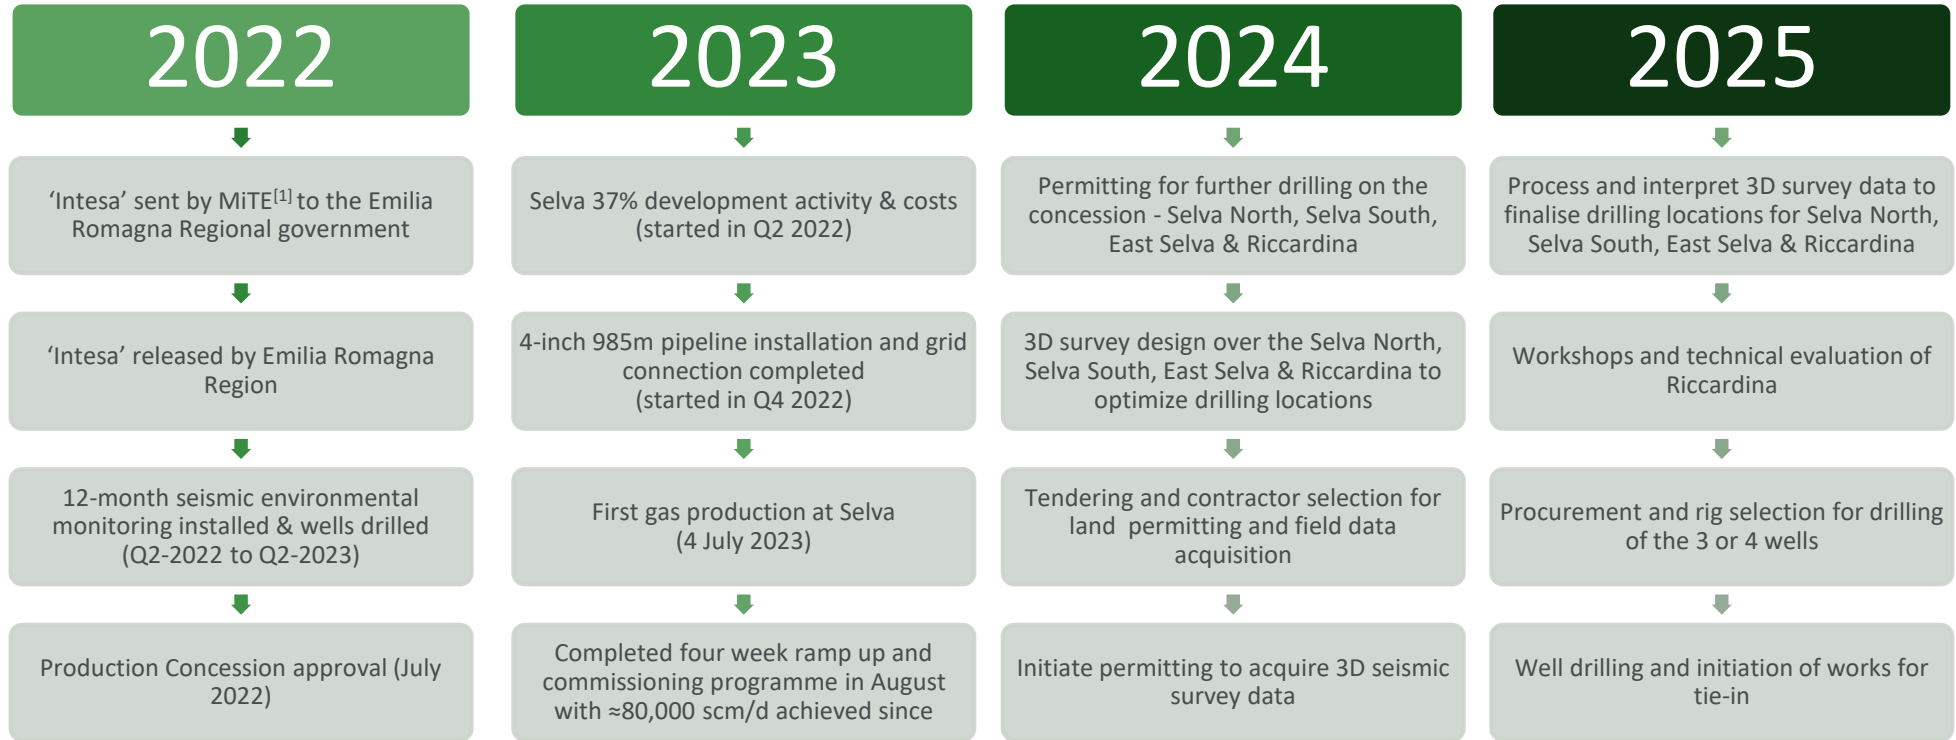 2022
‘Intesa’ sent by MiTE[1] to the Emilia
Romagna Regional government
‘Intesa’ released by Emilia Romagna
Region
12-month seismic environmental
monitoring installed & wells drilled
(Q2-2022 to Q2-2023)
Production Concession approval (July
2022)
2023
Selva 37% development activity & costs
(started in Q2 2022)
4-inch 985m pipeline installation and grid
connection completed
(started in Q4 2022)
First gas production at Selva
(4 July 2023)
Completed four week ramp up and
commissioning programme in August
with ≈80,000 scm/d achieved since
2024
Permitting for further drilling on the
concession - Selva North, Selva South,
East Selva & Riccardina
3D survey design over the Selva North,
Selva South, East Selva & Riccardina to
optimize drilling locations
Tendering and contractor selection for
land permitting and field data
acquisition
Initiate permitting to acquire 3D seismic
survey data
2025
Process and interpret 3D survey data to
finalise drilling locations for Selva North,
Selva South, East Selva & Riccardina
Workshops and technical evaluation of
Riccardina
Procurement and rig selection for drilling
of the 3 or 4 wells
Well drilling and initiation of works for
tie-in